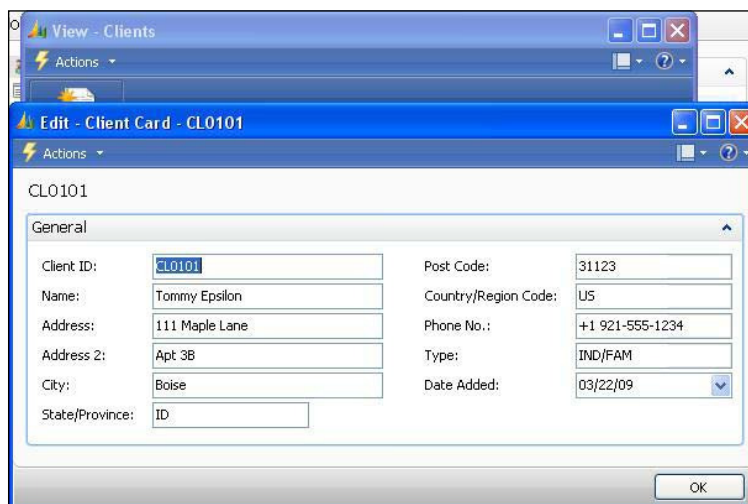 View - Clients
Actions
Edit - Client Card - CL0101
Actions
CL0101
General
Client ID: CL0101
Name: Tommy Epsilon
Address: 111 Maple Lane
Address 2: Apt 3B
City: Boise
State/Province: ID
Post Code: 31123
Country/Region Code: US
Phone No.: +1 921-555-1234
Type: IND/FAM
Date Added: 03/22/09
OK